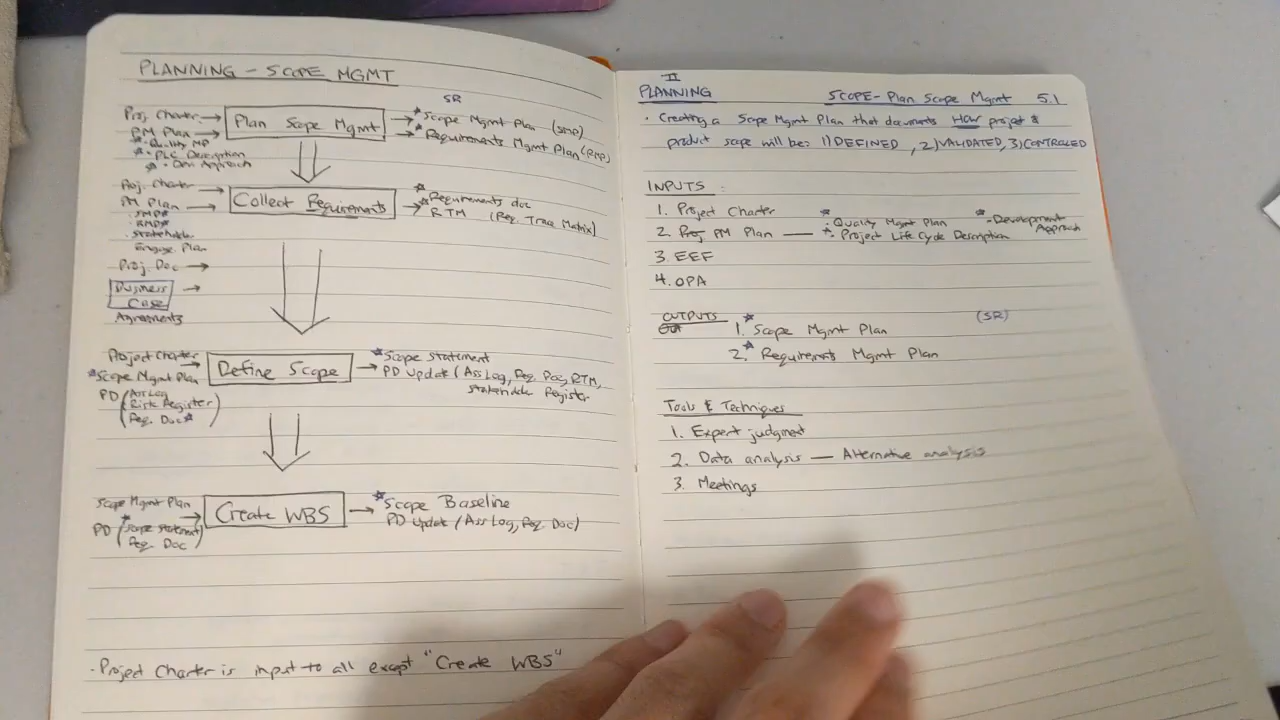 PLANNING - SCOPE MGMT
SR
Proj. Charter
PM Plan
* Quality MP
* PLC Description
* Dev Approach
Plan Scope Mgmt
* Scope Mgmt Plan (SMP)
* Requirements Mgmt Plan (RMP)
Proj. Charter
PM Plan
SMP*
RMP*
Stakeholder
Engage Plan
Proj. Doc
Business
Case
Agreements
Collect Requirements
* Requirements doc
* RTM (Req. Trac Matrix)
Project Charter
* Scope Mgmt Plan
PD (Ass Log
Risk Register
Req. Doc*)
Define Scope
* Scope Statement
PD Update (Ass Log, Req. Doc, RTM,
Stakeholder Register
Scope Mgmt Plan
PD (Scope Statement
Req. Doc)
Create WBS
* Scope Baseline
PD Update (Ass Log, Req. Doc)
· Project Charter is input to all except "Create WBS"
II
PLANNING
SCOPE - Plan Scope Mgmt 5.1
· Creating a Scope Mgmt Plan that documents HOW project &
product scope will be: 1) DEFINED, 2) VALIDATED, 3) CONTROLED
INPUTS :
1. Project Charter
2. Proj PM Plan — * · Quality Mgmt Plan * - Development Approach
* · Project Life Cycle Description
3. EEF
4. OPA
OUTPUTS
(SR)
1. * Scope Mgmt Plan
2. * Requirements Mgmt Plan
Tools & Techniques
1. Expert judgment
2. Data analysis — Alternative analysis
3. Meetings